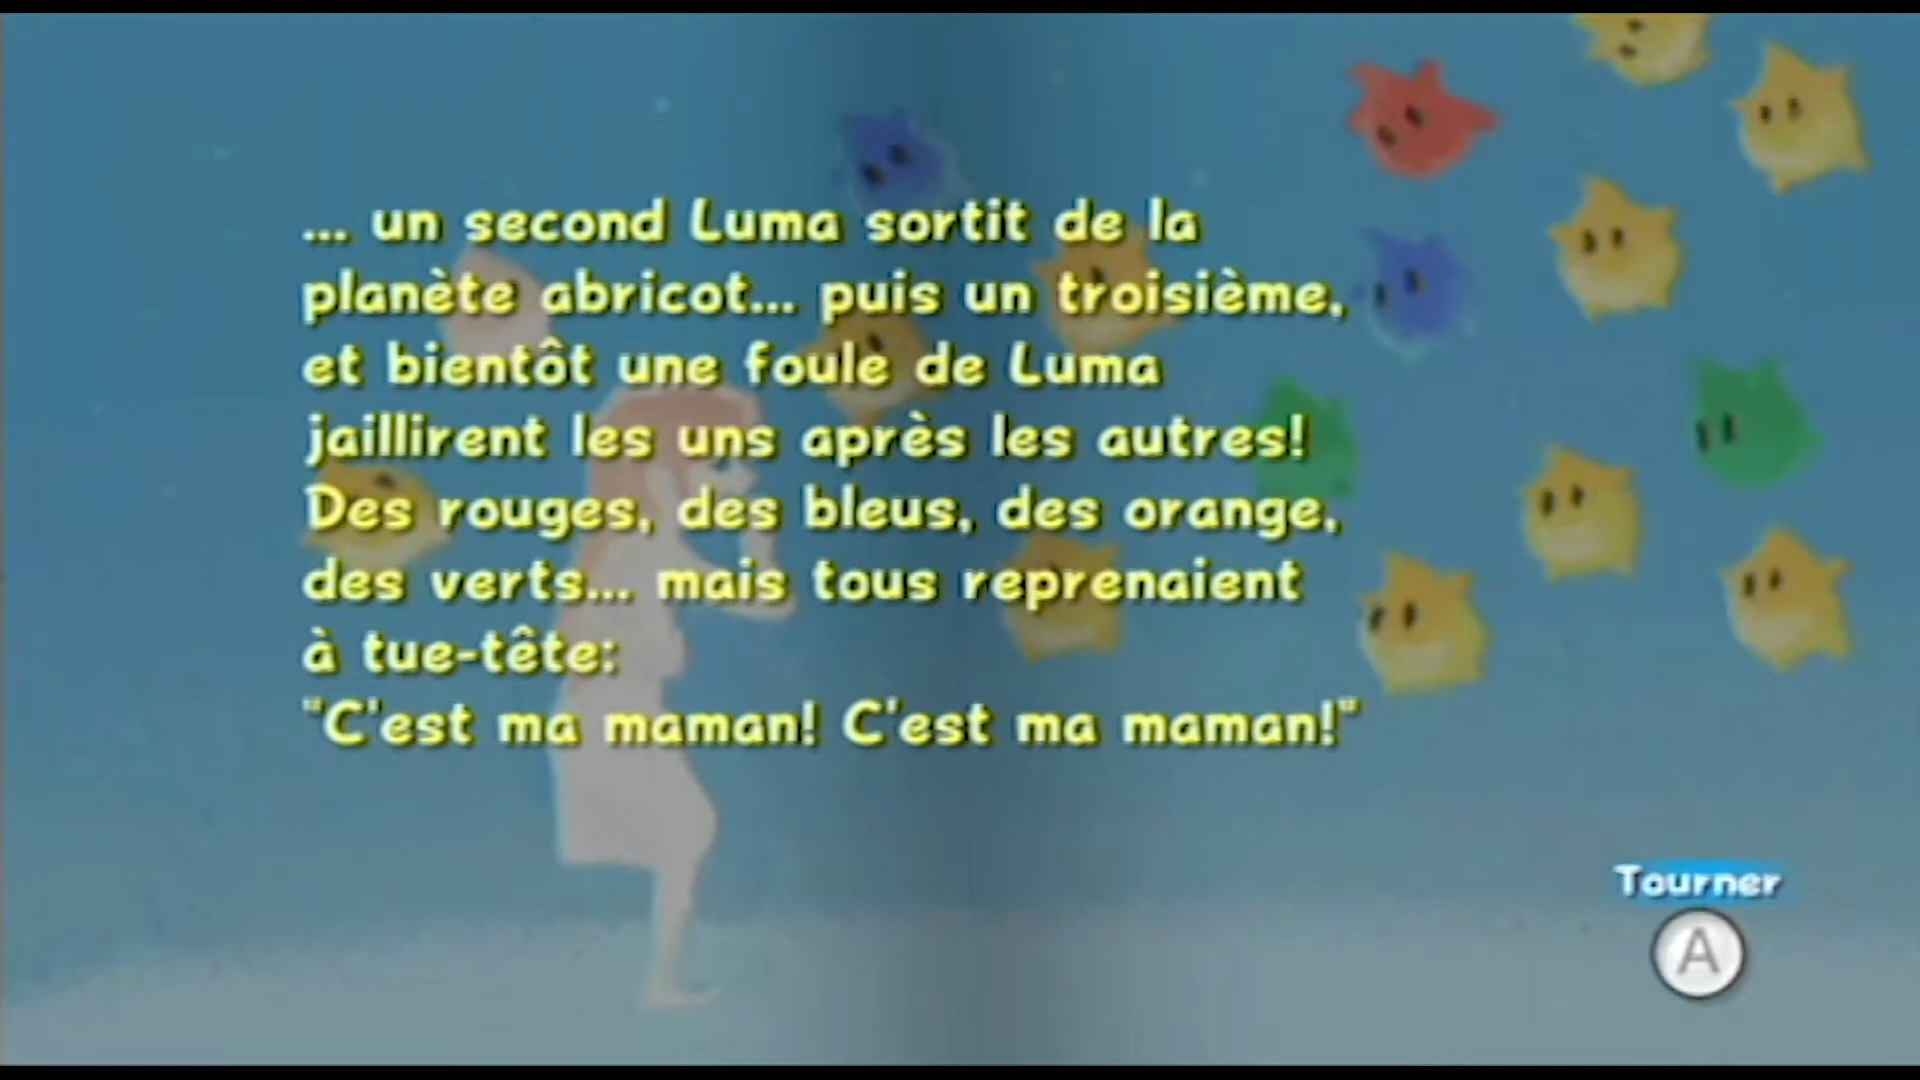 ... un second Luma sortit de la
planète abricot... puis un troisième,
et bientôt une foule de Luma
jaillirent les uns après les autres!
Des rouges, des bleus, des orange,
des verts... mais tous reprenaient
à tue-tête:
"C'est ma maman! C'est ma maman!"
Tourner
A